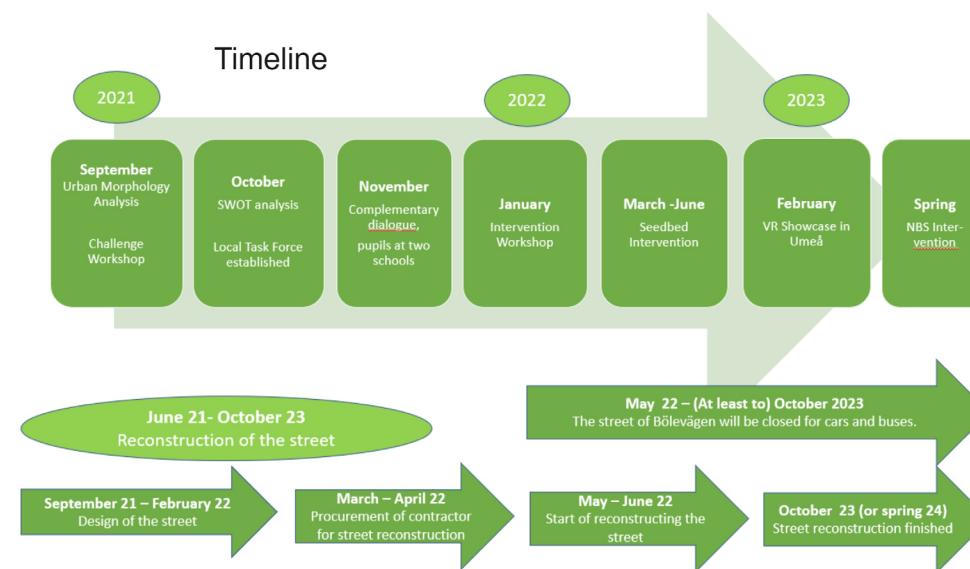 Timeline
2021
2022
2023
September
Urban Morphology
Analysis
Challenge
Workshop
October
SWOT analysis
Local Task Force
established
November
Complementary
dialogue,
pupils at two
schools
January
Intervention
Workshop
March -June
Seedbed
Intervention
February
VR Showcase in
Umeå
Spring
NBS Inter-
vention
June 21- October 23
Reconstruction of the street
May 22 – (At least to) October 2023
The street of Bölevägen will be closed for cars and buses.
September 21 – February 22
Design of the street
March – April 22
Procurement of contractor
for street reconstruction
May – June 22
Start of reconstructing the
street
October 23 (or spring 24)
Street reconstruction finished